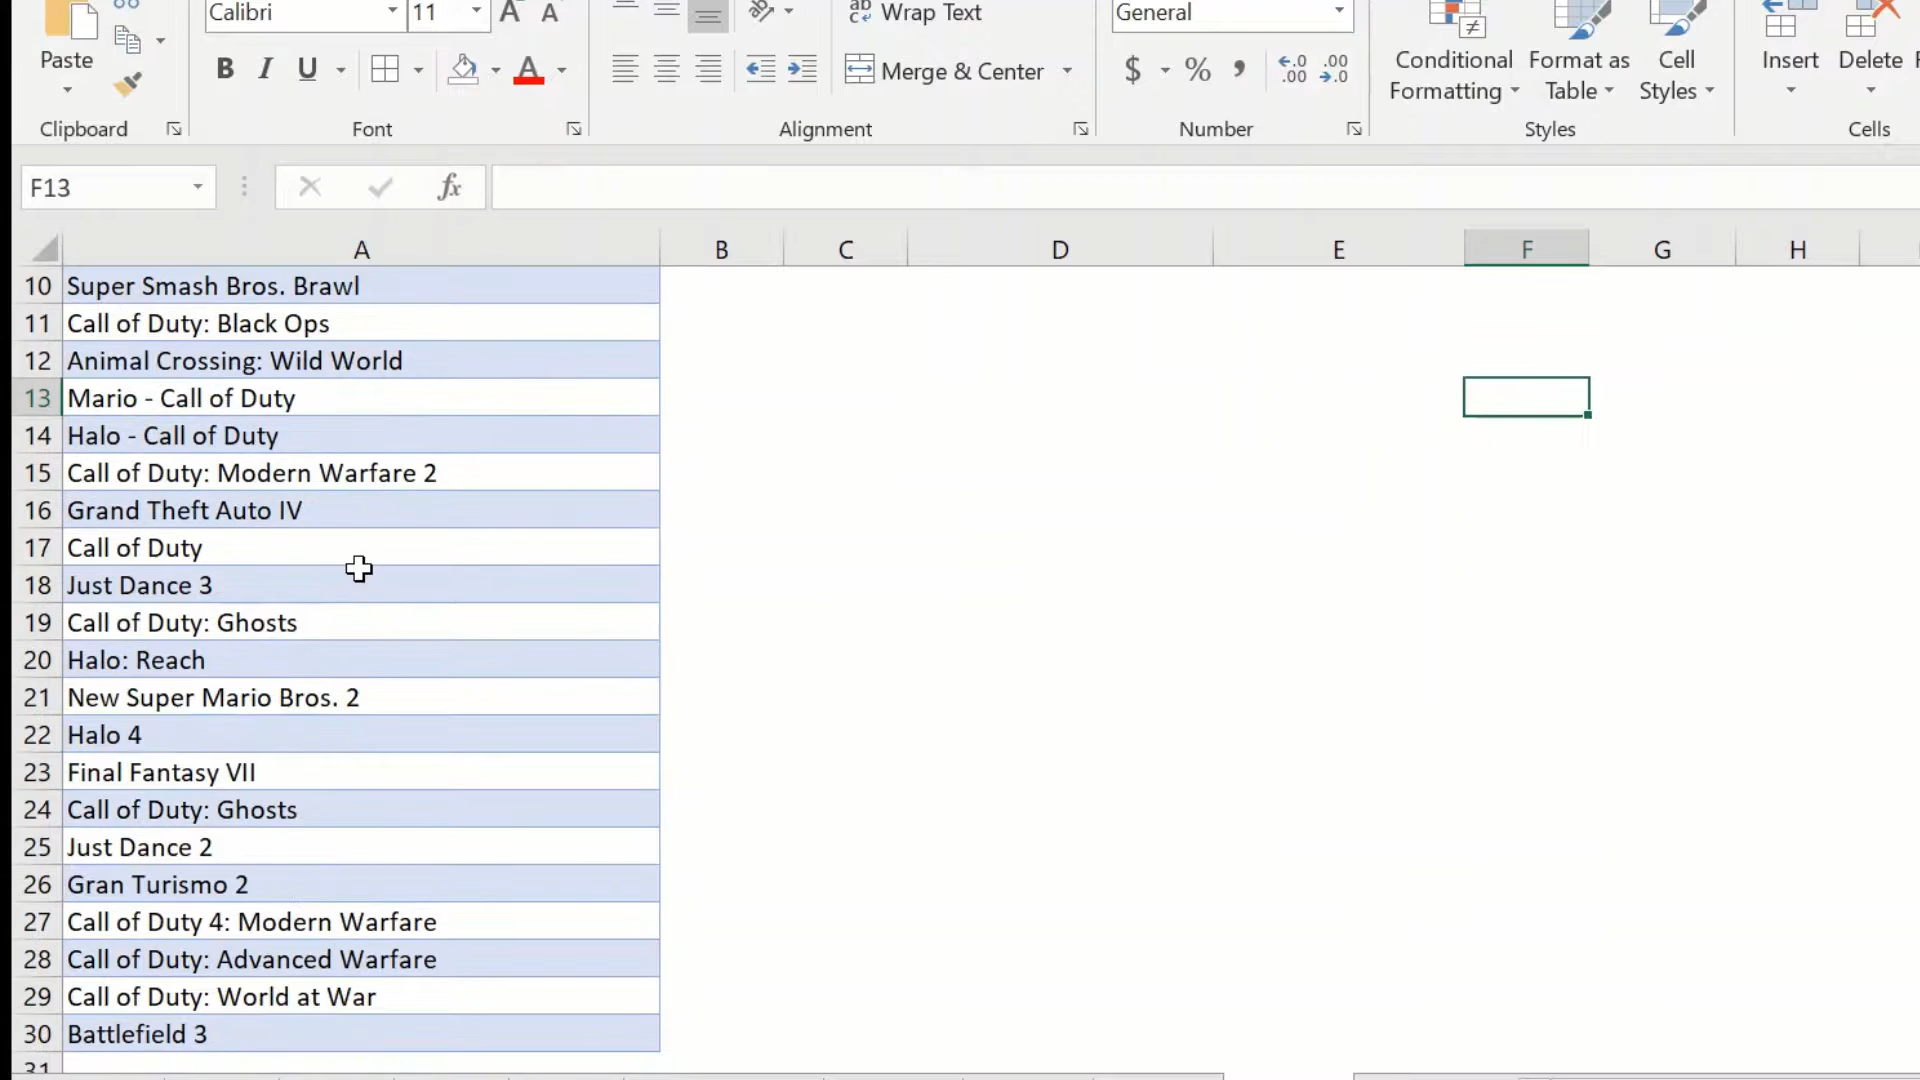 Calibri 11 ab Wrap Text General
Paste B I U A Merge & Center $ % , .0 .00 .00 .0 Conditional Formatting Format as Table Cell Styles Insert Delete
Clipboard Font Alignment Number Styles Cells
F13 fx
A B C D E F G H
10 Super Smash Bros. Brawl
11 Call of Duty: Black Ops
12 Animal Crossing: Wild World
13 Mario - Call of Duty
14 Halo - Call of Duty
15 Call of Duty: Modern Warfare 2
16 Grand Theft Auto IV
17 Call of Duty
18 Just Dance 3
19 Call of Duty: Ghosts
20 Halo: Reach
21 New Super Mario Bros. 2
22 Halo 4
23 Final Fantasy VII
24 Call of Duty: Ghosts
25 Just Dance 2
26 Gran Turismo 2
27 Call of Duty 4: Modern Warfare
28 Call of Duty: Advanced Warfare
29 Call of Duty: World at War
30 Battlefield 3
31